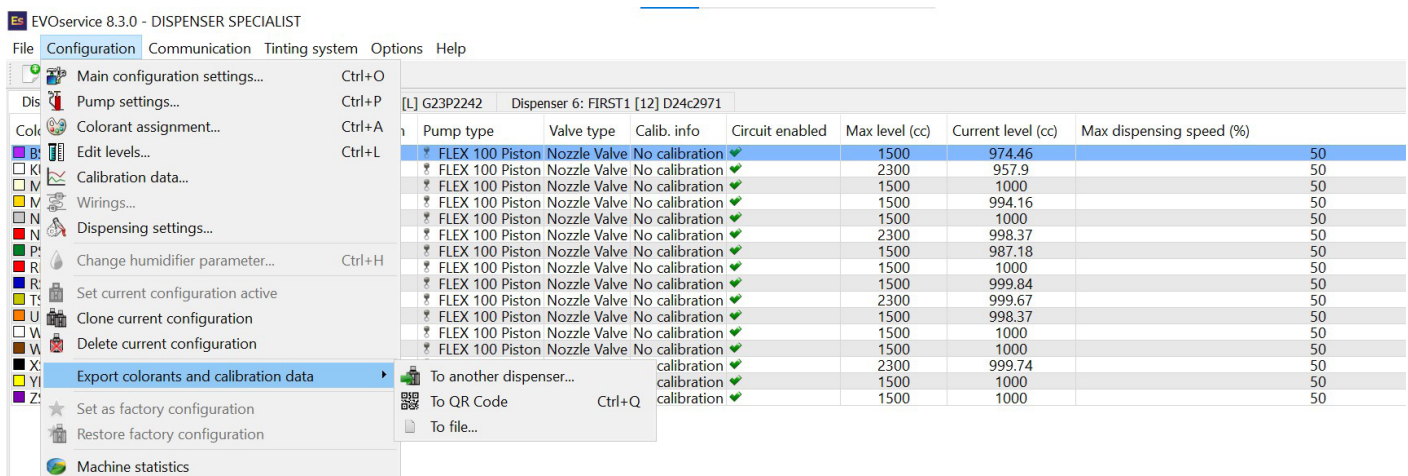 Es EVOservice 8.3.0 - DISPENSER SPECIALIST
File Configuration Communication Tinting system Options Help
Main configuration settings... Ctrl+O
Pump settings... Ctrl+P
Colorant assignment... Ctrl+A
Edit levels... Ctrl+L
Calibration data...
Wirings...
Dispensing settings...
Change humidifier parameter... Ctrl+H
Set current configuration active
Clone current configuration
Delete current configuration
Export colorants and calibration data
Set as factory configuration
Restore factory configuration
Machine statistics
To another dispenser...
To QR Code Ctrl+Q
To file...
[L] G23P2242 Dispenser 6: FIRST1 [12] D24c2971
Pump type Valve type Calib. info Circuit enabled Max level (cc) Current level (cc) Max dispensing speed (%)
FLEX 100 Piston Nozzle Valve No calibration 1500 974.46 50
FLEX 100 Piston Nozzle Valve No calibration 2300 957.9 50
FLEX 100 Piston Nozzle Valve No calibration 1500 1000 50
FLEX 100 Piston Nozzle Valve No calibration 1500 994.16 50
FLEX 100 Piston Nozzle Valve No calibration 1500 1000 50
FLEX 100 Piston Nozzle Valve No calibration 2300 998.37 50
FLEX 100 Piston Nozzle Valve No calibration 1500 987.18 50
FLEX 100 Piston Nozzle Valve No calibration 1500 1000 50
FLEX 100 Piston Nozzle Valve No calibration 1500 999.84 50
FLEX 100 Piston Nozzle Valve No calibration 2300 999.67 50
FLEX 100 Piston Nozzle Valve No calibration 1500 998.37 50
FLEX 100 Piston Nozzle Valve No calibration 1500 1000 50
FLEX 100 Piston Nozzle Valve No calibration 1500 1000 50
calibration 2300 999.74 50
calibration 1500 1000 50
calibration 1500 1000 50